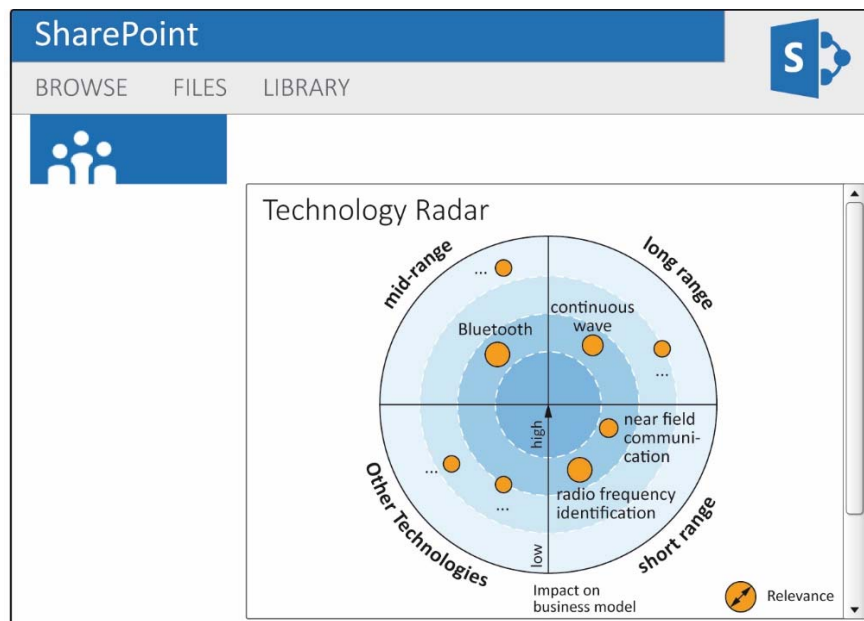 SharePoint
S
BROWSE FILES LIBRARY
Technology Radar
mid-range
long range
...
continuous
wave
Bluetooth
...
near field
communi-
cation
high
...
...
radio frequency
identification
Other Technologies
short range
low
Impact on
business model
Relevance